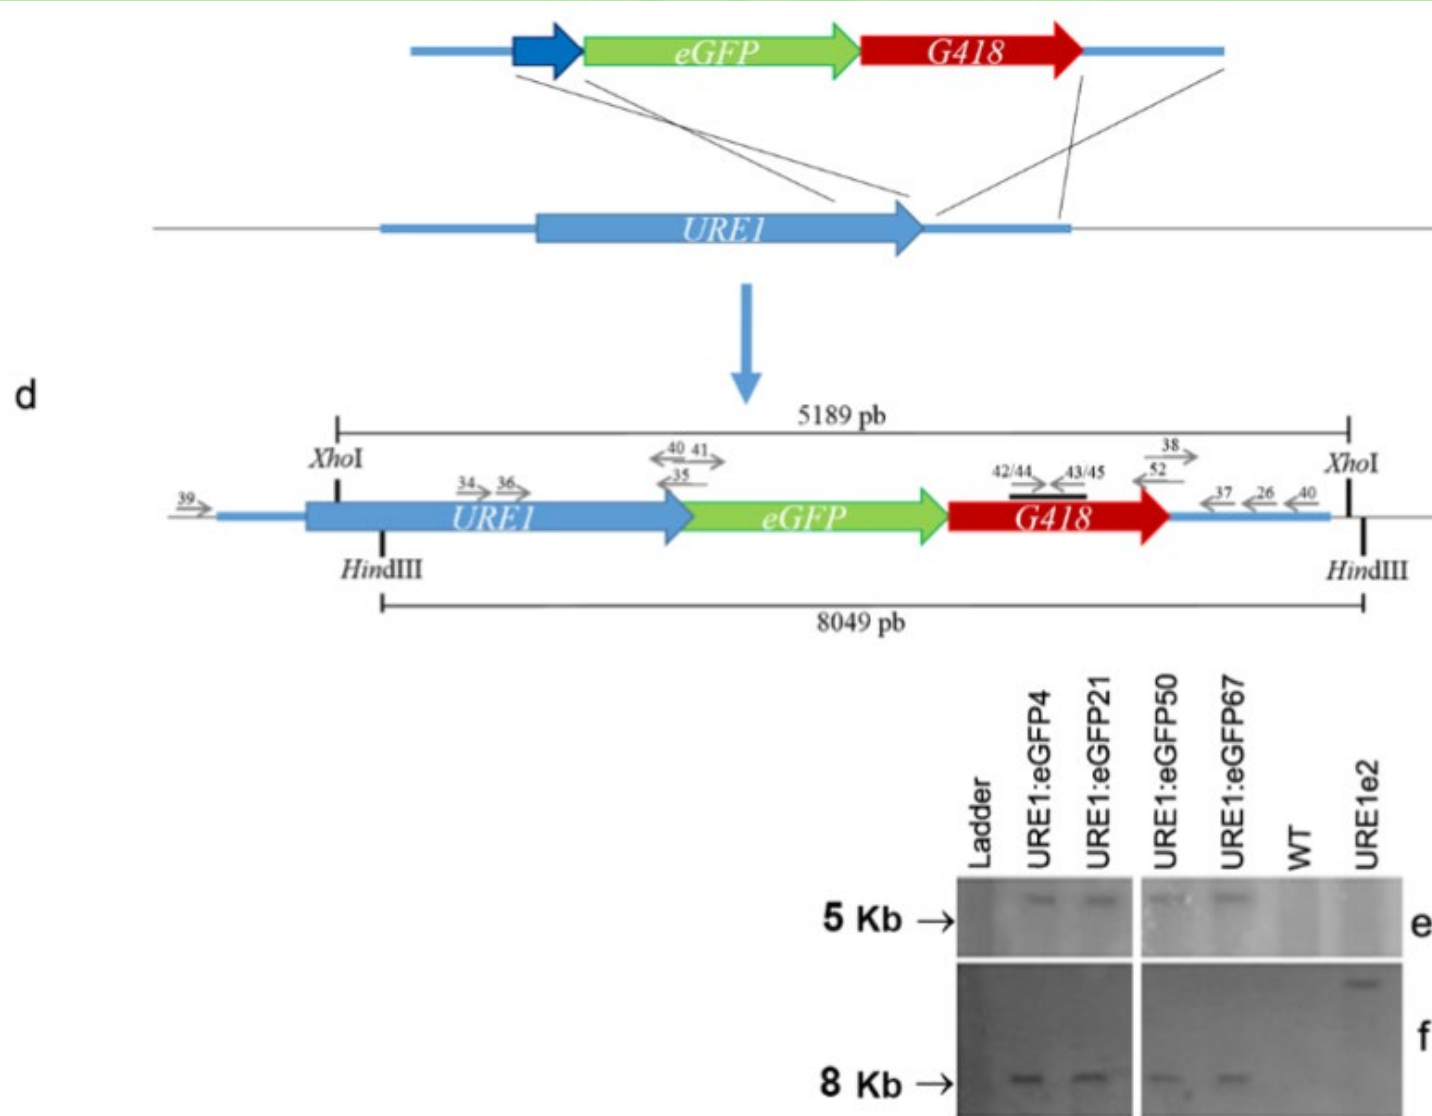 eGFP G418
URE1
d
5189 pb
XhoI 40 41 38 XhoI
39 34 36 35 42/44 43/45 52 37 26 40
URE1 eGFP G418
HindIII HindIII
8049 pb
Ladder
URE1:eGFP4
URE1:eGFP21
URE1:eGFP50
URE1:eGFP67
WT
URE1e2
5 Kb e
8 Kb f